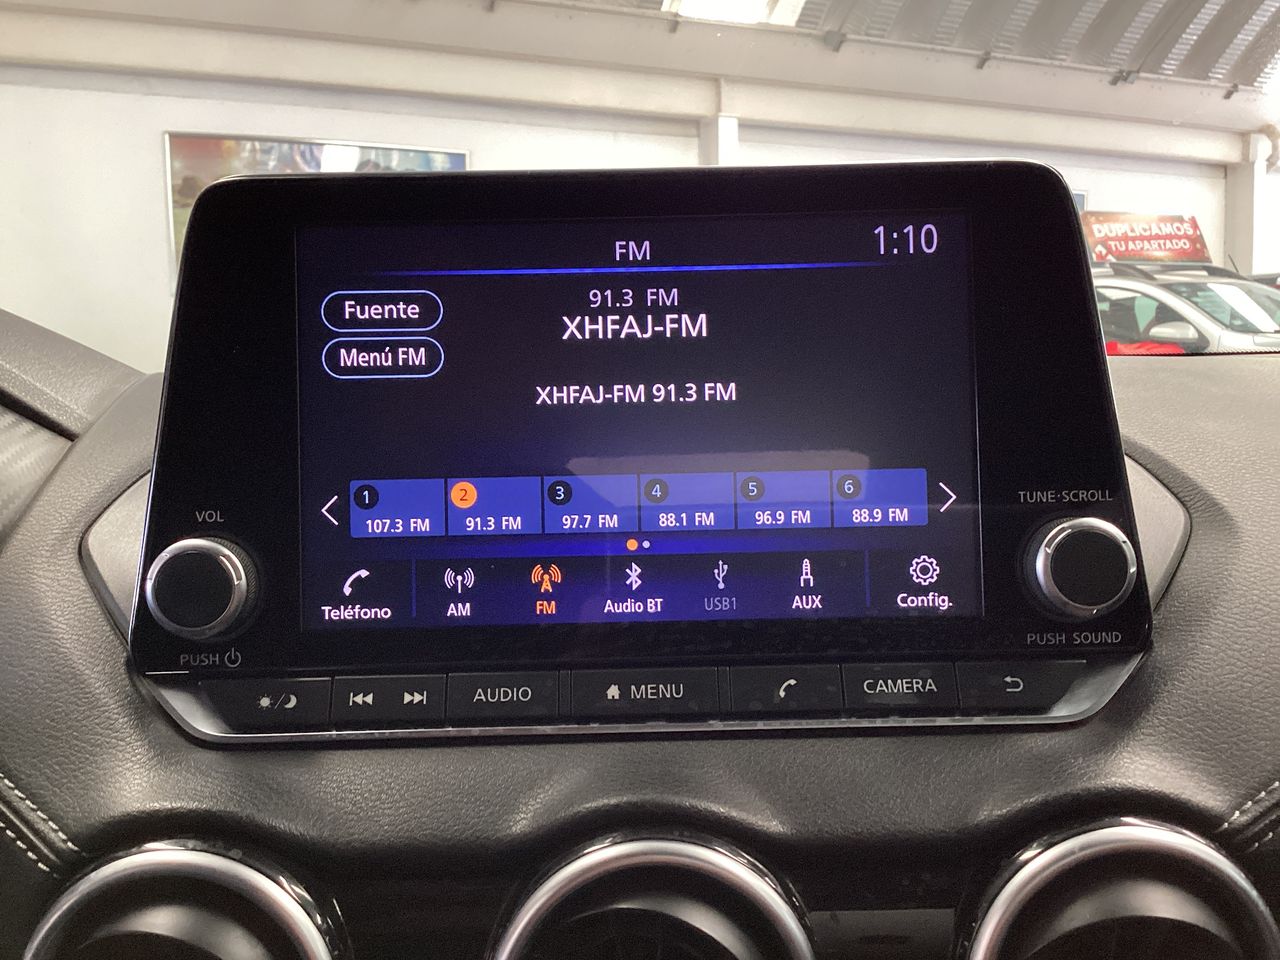 DUPLICAMOS
TU APARTADO
FM
1:10
Fuente
Menú FM
91.3 FM
XHFAJ-FM
XHFAJ-FM 91.3 FM
1
107.3 FM
2
91.3 FM
3
97.7 FM
4
88.1 FM
5
96.9 FM
6
88.9 FM
Teléfono
AM
FM
Audio BT
USB1
AUX
Config.
VOL
PUSH
TUNE·SCROLL
PUSH SOUND
AUDIO
MENU
CAMERA